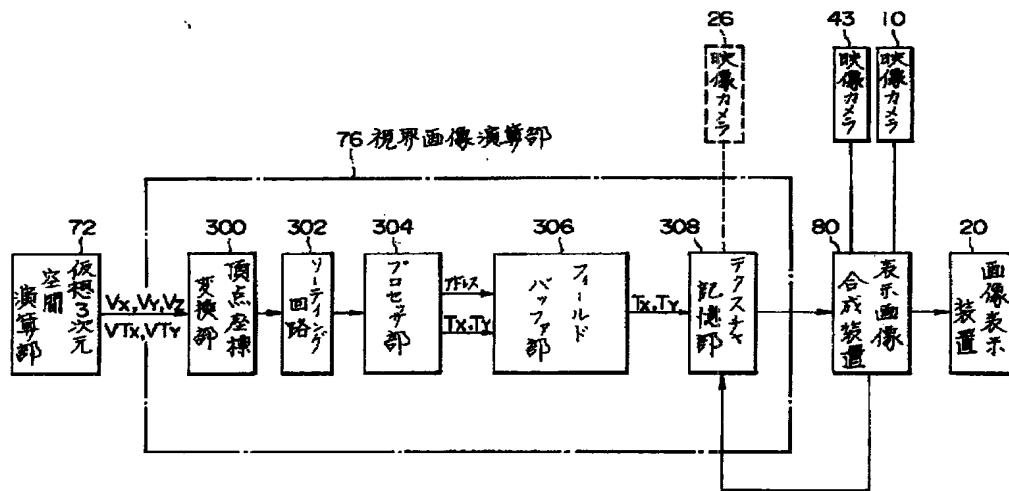 26
映像カメラ
43
映像カメラ
10
映像カメラ
76 視界画像演算部
72
仮想3次元
空間
演算部
Vx,Vy,Vz
VTx,VTy
300
頂点座標
変換部
302
ソーティング
回路
304
プロセッサ部
アドレス
Tx,Ty
306
フィールド
バッファ部
Tx,Ty
308
テクスチャ
記憶部
80
表示画像
合成装置
20
画像表示
装置